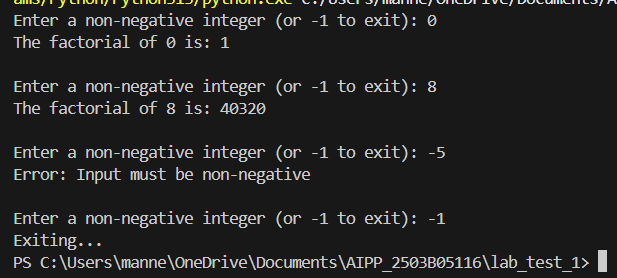 ams/Python/Python313/python.exe c:/Users/manne/OneDrive/Documents/A
Enter a non-negative integer (or -1 to exit): 0
The factorial of 0 is: 1
Enter a non-negative integer (or -1 to exit): 8
The factorial of 8 is: 40320
Enter a non-negative integer (or -1 to exit): -5
Error: Input must be non-negative
Enter a non-negative integer (or -1 to exit): -1
Exiting...
PS C:\Users\manne\OneDrive\Documents\AIPP_2503B05116\lab_test_1>